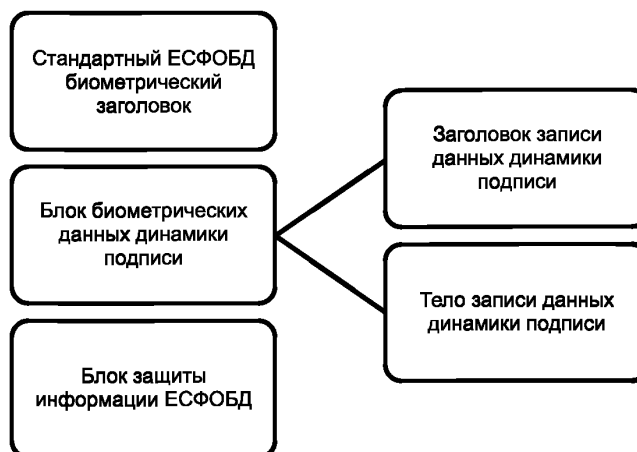 Стандартный ЕСФОБД
биометрический
заголовок
Блок биометрических
данных динамики
подписи
Блок защиты
информации ЕСФОБД
Заголовок записи
данных динамики
подписи
Тело записи данных
динамики подписи